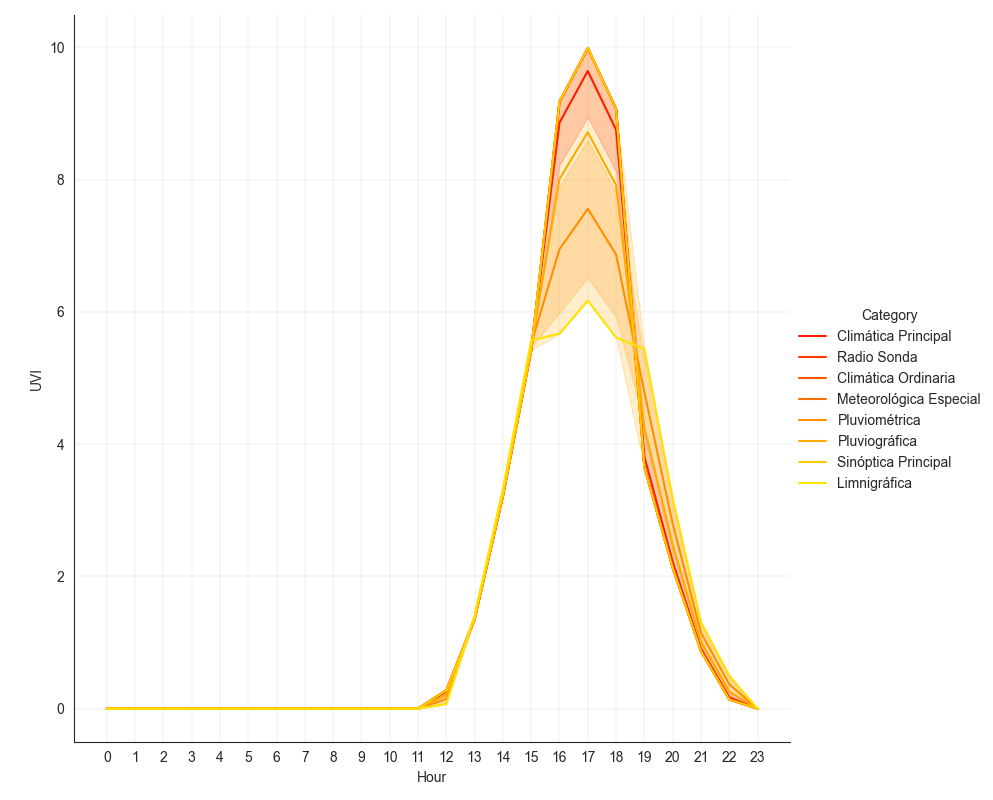 10
8
6
4
2
0
UVI
0 1 2 3 4 5 6 7 8 9 10 11 12 13 14 15 16 17 18 19 20 21 22 23
Hour
Category
Climática Principal
Radio Sonda
Climática Ordinaria
Meteorológica Especial
Pluviométrica
Pluviográfica
Sinóptica Principal
Limnigráfica